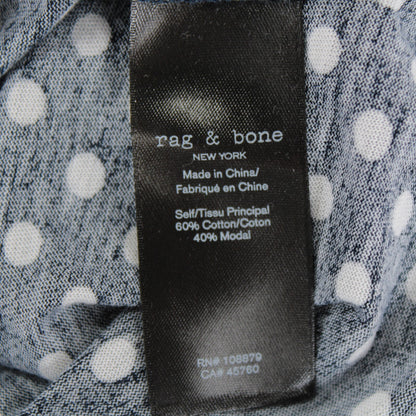 rag & bone
NEW YORK
Made in China/
Fabriqué en Chine
Self/Tissu Principal
60% Cotton/Coton
40% Modal
RN# 108879
CA# 45760